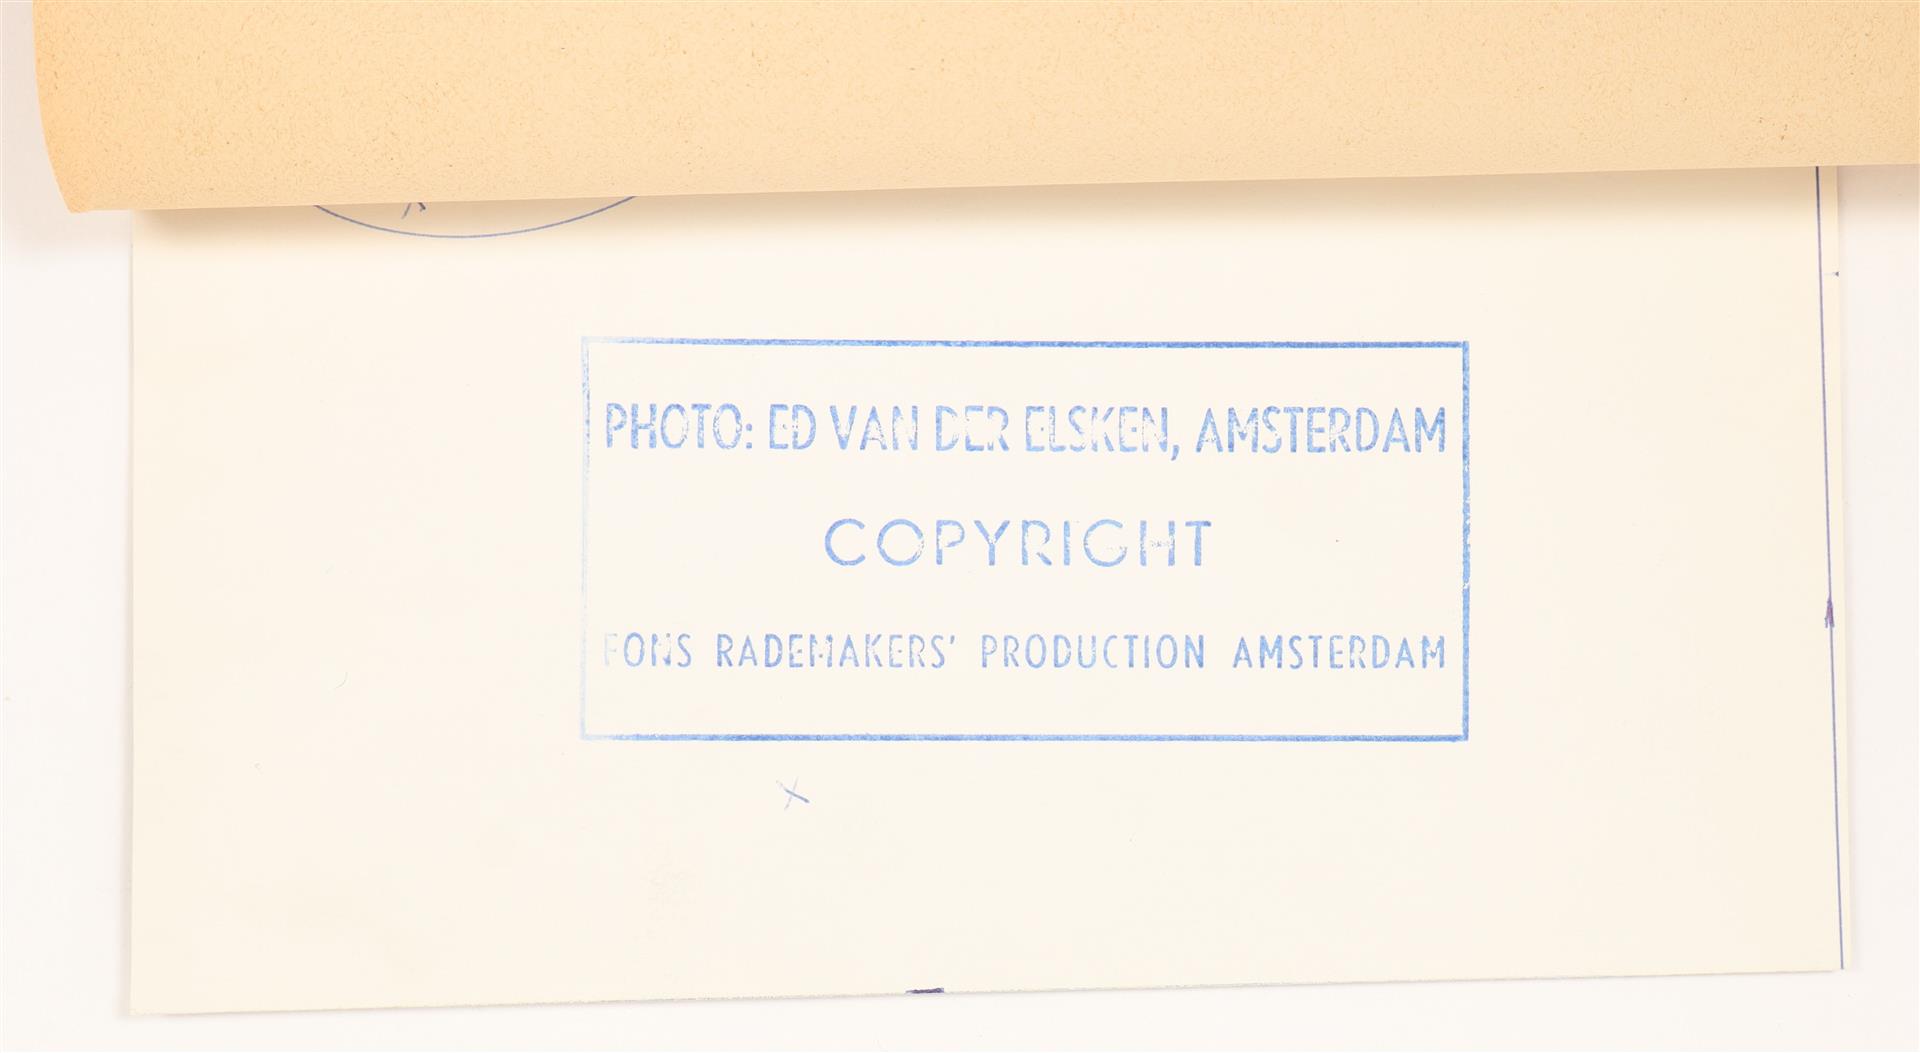 PHOTO: ED VAN DER ELSKEN, AMSTERDAM
COPYRIGHT
FONS RADEMAKERS' PRODUCTION AMSTERDAM
x